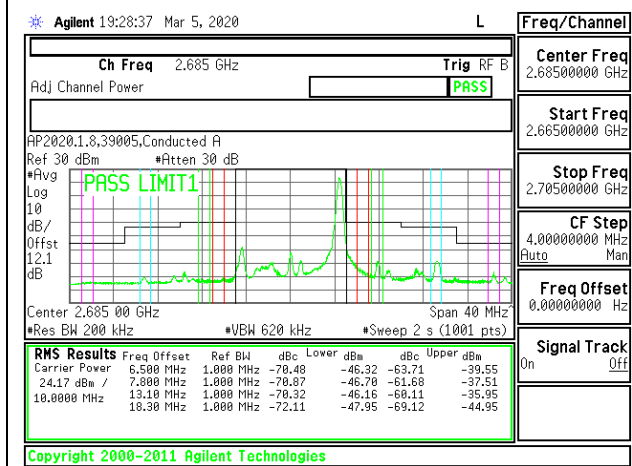 Agilent 19:28:37 Mar 5, 2020 L Freq/Channel
Ch Freq 2.685 GHz Trig RF B
Adj Channel Power PASS
Center Freq
2.68500000 GHz
Start Freq
2.66500000 GHz
AP2020.1.8,39005,Conducted A
Ref 30 dBm #Atten 30 dB
#Avg
Log
10
dB/
Offst
12.1
dB
PASS LIMIT1
Stop Freq
2.70500000 GHz
CF Step
4.00000000 MHz
Auto Man
Freq Offset
0.00000000 Hz
Center 2.685 00 GHz Span 40 MHz^
#Res BW 200 kHz #VBW 620 kHz #Sweep 2 s (1001 pts)
Signal Track
On Off
RMS Results Freq Offset Ref BW dBc Lower dBm dBc Upper dBm
Carrier Power 6.500 MHz 1.000 MHz -70.48 -46.32 -63.71 -39.55
24.17 dBm / 7.800 MHz 1.000 MHz -70.87 -46.70 -61.68 -37.51
10.0000 MHz 13.10 MHz 1.000 MHz -70.32 -46.16 -60.11 -35.95
18.30 MHz 1.000 MHz -72.11 -47.95 -69.12 -44.95
Copyright 2000-2011 Agilent Technologies